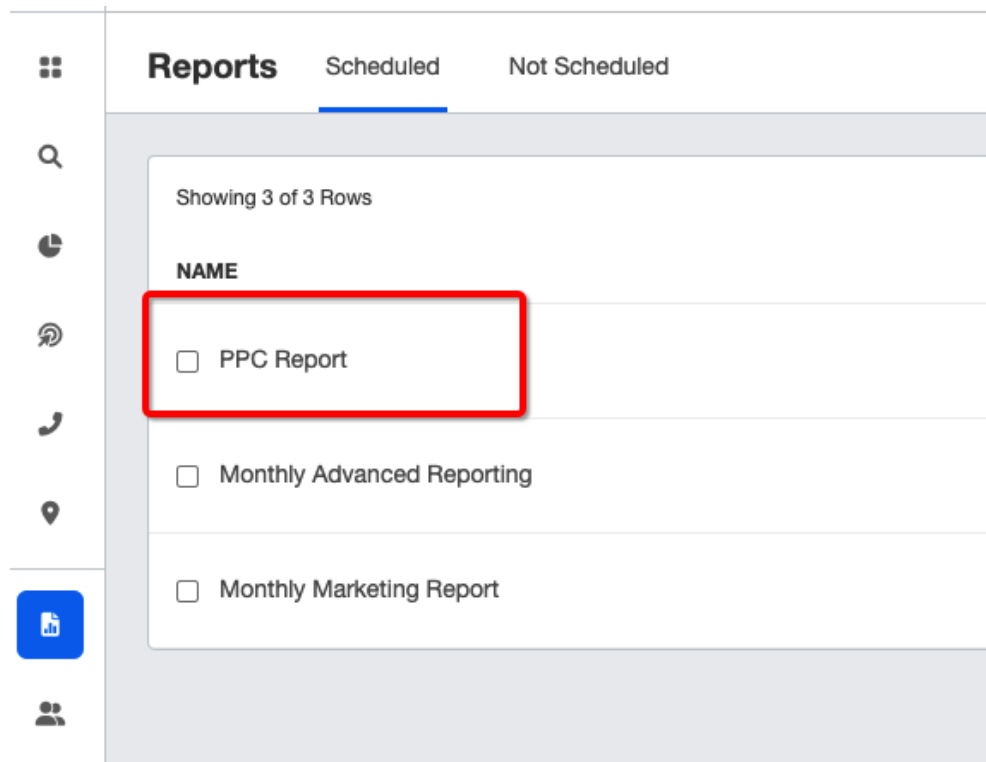 Reports Scheduled Not Scheduled
Showing 3 of 3 Rows
NAME
PPC Report
Monthly Advanced Reporting
Monthly Marketing Report